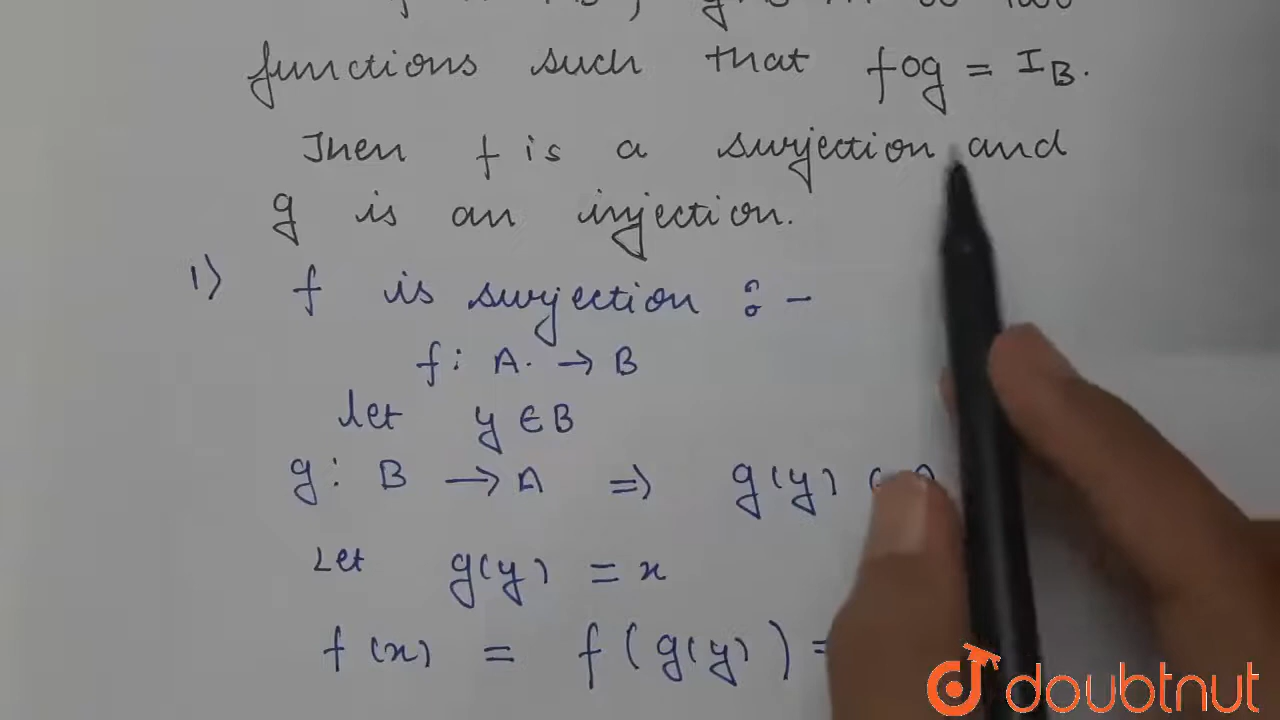 functions such that fog = I_B.
Then f is a surjection and
g is an injection.
1) f is surjection :-
f: A. → B
let y ∈ B
g: B → A ⇒ g(y)
Let g(y) = x
f(x) = f(g(y)) =
doubtnut